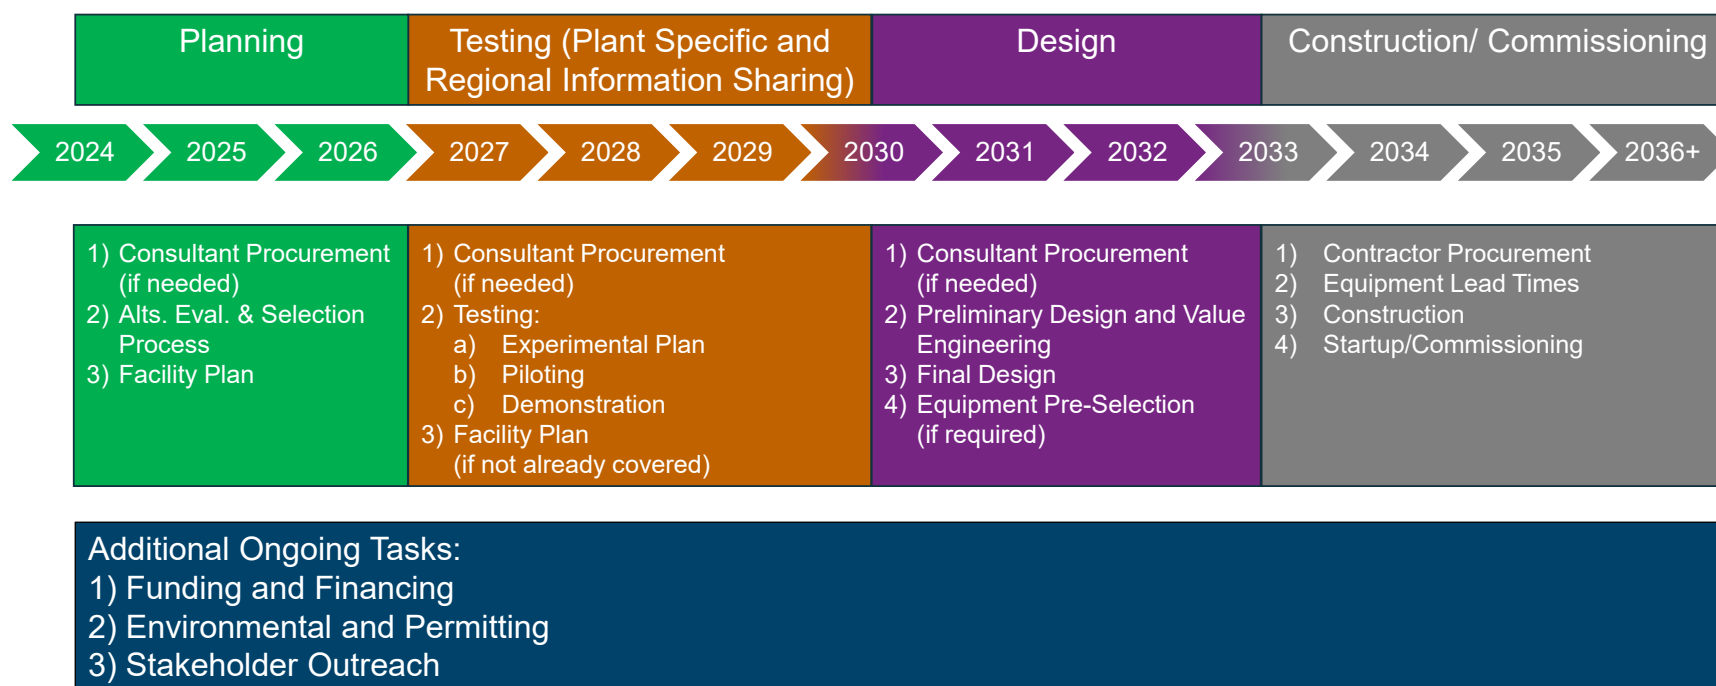 Planning
Testing (Plant Specific and
Regional Information Sharing)
Design
Construction/ Commissioning
2024
2025
2026
2027
2028
2029
2030
2031
2032
2033
2034
2035
2036+
1) Consultant Procurement
(if needed)
2) Alts. Eval. & Selection
Process
3) Facility Plan
1) Consultant Procurement
(if needed)
2) Testing:
a) Experimental Plan
b) Piloting
c) Demonstration
3) Facility Plan
(if not already covered)
1) Consultant Procurement
(if needed)
2) Preliminary Design and Value
Engineering
3) Final Design
4) Equipment Pre-Selection
(if required)
1) Contractor Procurement
2) Equipment Lead Times
3) Construction
4) Startup/Commissioning
Additional Ongoing Tasks:
1) Funding and Financing
2) Environmental and Permitting
3) Stakeholder Outreach